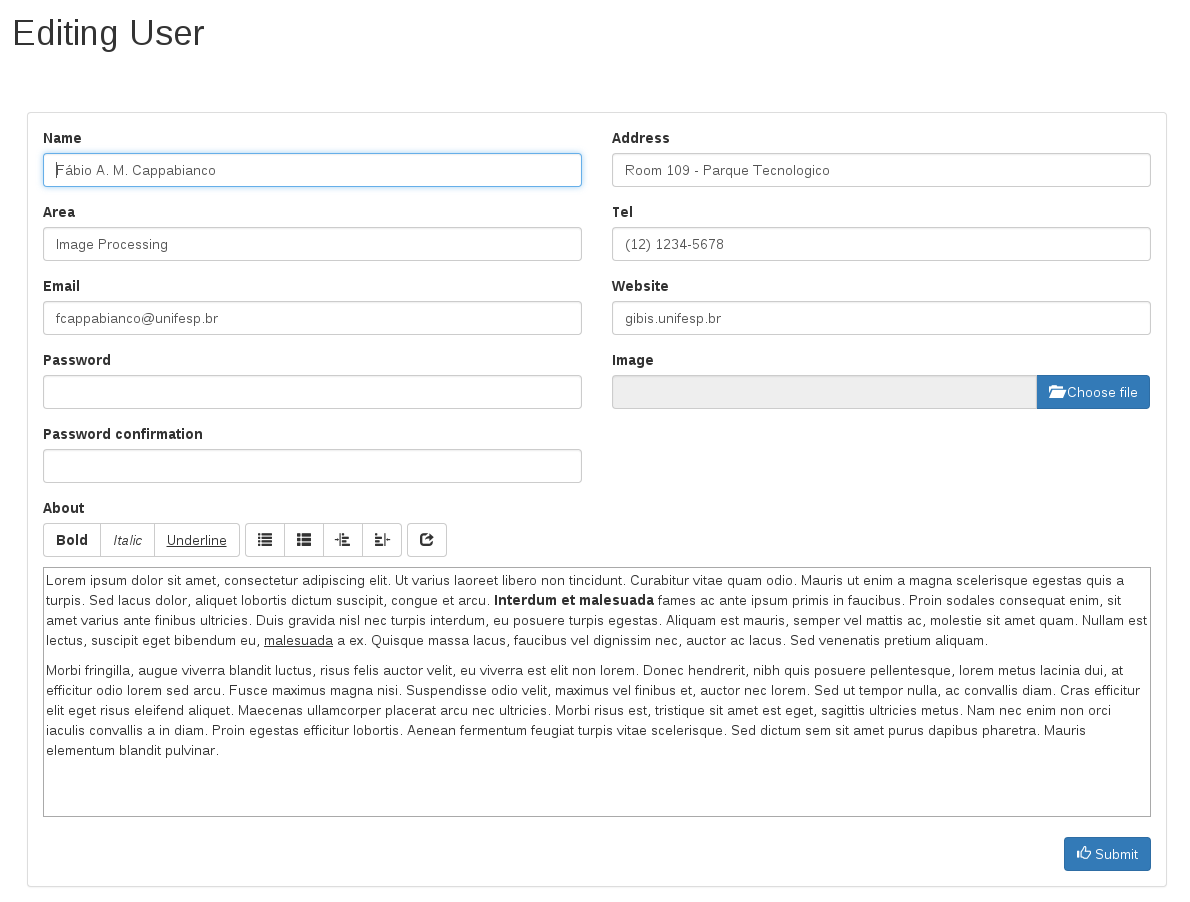 Editing User
Name
Fábio A. M. Cappabianco
Address
Room 109 - Parque Tecnologico
Area
Image Processing
Tel
(12) 1234-5678
Email
fcappabianco@unifesp.br
Website
gibis.unifesp.br
Password
Image
Choose file
Password confirmation
About
Bold Italic Underline
Lorem ipsum dolor sit amet, consectetur adipiscing elit. Ut varius laoreet libero non tincidunt. Curabitur vitae quam odio. Mauris ut enim a magna scelerisque egestas quis a
turpis. Sed lacus dolor, aliquet lobortis dictum suscipit, congue et arcu. Interdum et malesuada fames ac ante ipsum primis in faucibus. Proin sodales consequat enim, sit
amet varius ante finibus ultricies. Duis gravida nisl nec turpis interdum, eu posuere turpis egestas. Aliquam est mauris, semper vel mattis ac, molestie sit amet quam. Nullam est
lectus, suscipit eget bibendum eu, malesuada a ex. Quisque massa lacus, faucibus vel dignissim nec, auctor ac lacus. Sed venenatis pretium aliquam.
Morbi fringilla, augue viverra blandit luctus, risus felis auctor velit, eu viverra est elit non lorem. Donec hendrerit, nibh quis posuere pellentesque, lorem metus lacinia dui, at
efficitur odio lorem sed arcu. Fusce maximus magna nisi. Suspendisse odio velit, maximus vel finibus et, auctor nec lorem. Sed ut tempor nulla, ac convallis diam. Cras efficitur
elit eget risus eleifend aliquet. Maecenas ullamcorper placerat arcu nec ultricies. Morbi risus est, tristique sit amet est eget, sagittis ultricies metus. Nam nec enim non orci
iaculis convallis a in diam. Proin egestas efficitur lobortis. Aenean fermentum feugiat turpis vitae scelerisque. Sed dictum sem sit amet purus dapibus pharetra. Mauris
elementum blandit pulvinar.
Submit